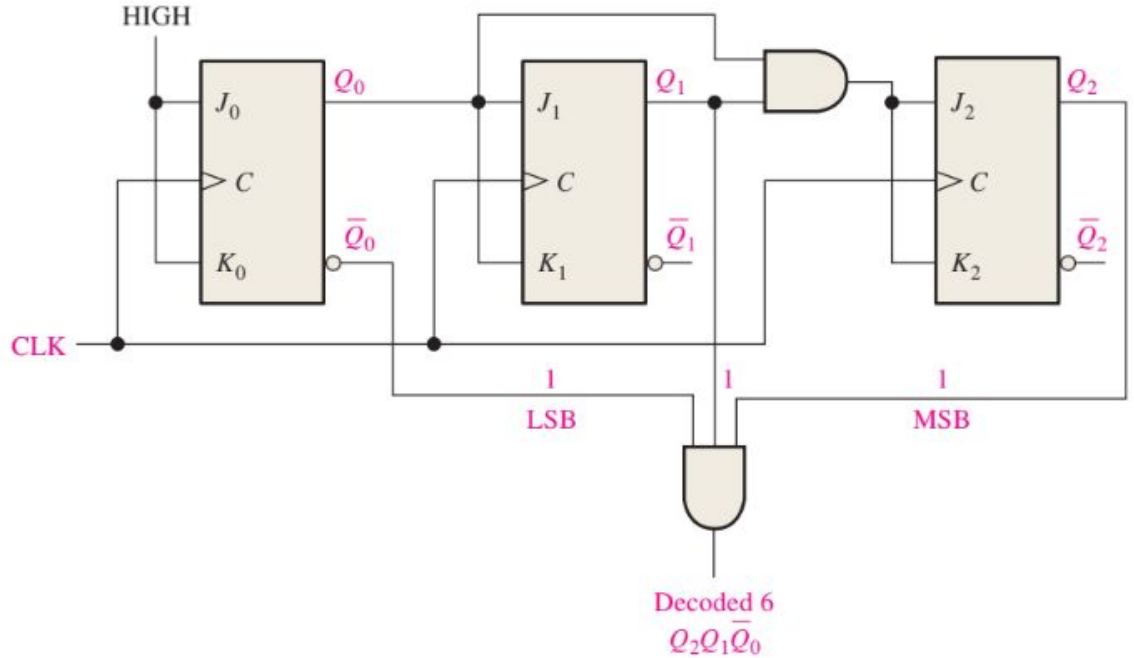 HIGH
Q₀ Q₁ Q₂
J₀ J₁ J₂
C C C
Q̅₀ Q̅₁ Q̅₂
K₀ K₁ K₂
CLK
1 1 1
LSB MSB
Decoded 6
Q₂Q₁Q̅₀